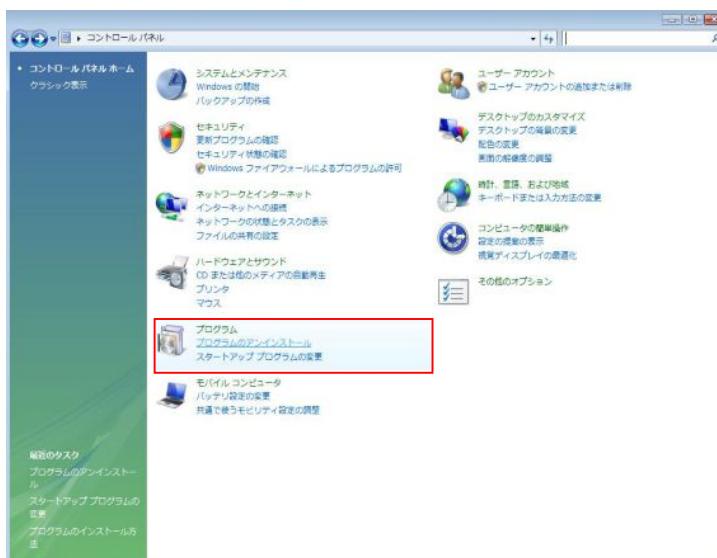 コントロール パネル
コントロール パネル ホーム
クラシック表示
システムとメンテナンス
Windows の開始
バックアップの作成
セキュリティ
更新プログラムの確認
セキュリティ状態の確認
Windows ファイアウォールによるプログラムの許可
ネットワークとインターネット
インターネットへの接続
ネットワークの状態とタスクの表示
ファイルの共有の設定
ハードウェアとサウンド
CD または他のメディアの自動再生
プリンタ
マウス
プログラム
プログラムのアンインストール
スタートアップ プログラムの変更
モバイル コンピュータ
バッテリ設定の変更
共通で使うモビリティ設定の調整
ユーザー アカウント
ユーザー アカウントの追加または削除
デスクトップのカスタマイズ
デスクトップの背景の変更
配色の変更
画面の解像度の調整
時計、言語、および地域
キーボードまたは入力方法の変更
コンピュータの簡単操作
設定の提案の表示
視覚ディスプレイの最適化
その他のオプション
最近のタスク
プログラムのアンインストー
ル
スタートアップ プログラムの
変更
プログラムのインストール方
法